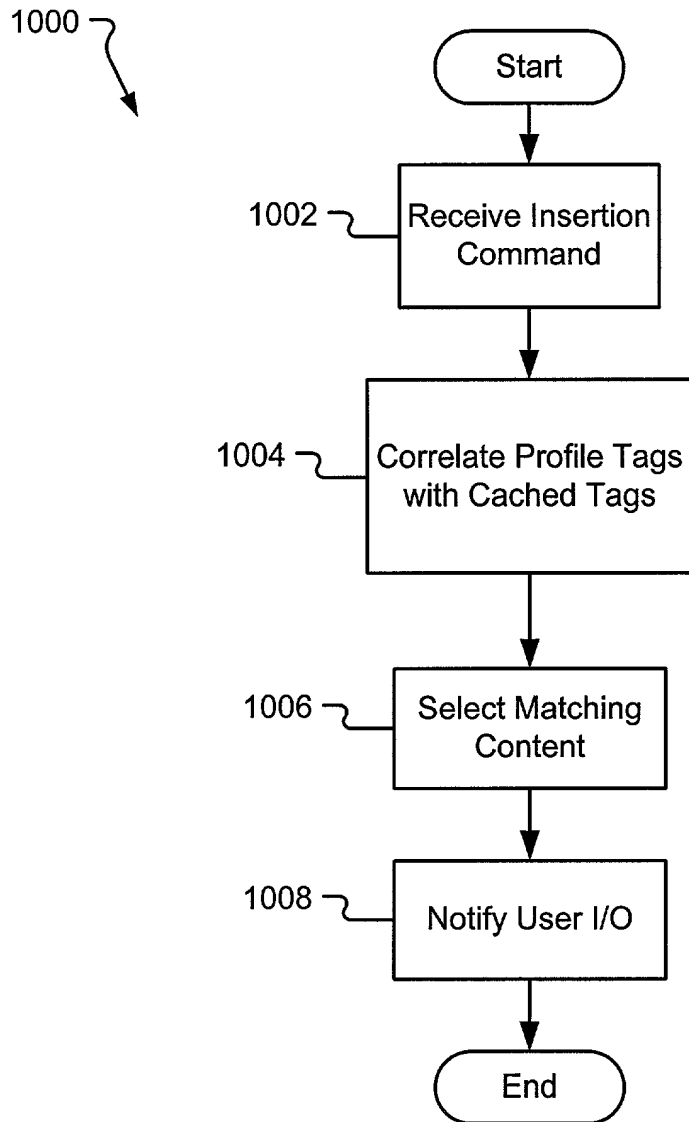 1000
Start
1002
Receive Insertion
Command
1004
Correlate Profile Tags
with Cached Tags
1006
Select Matching
Content
1008
Notify User I/O
End